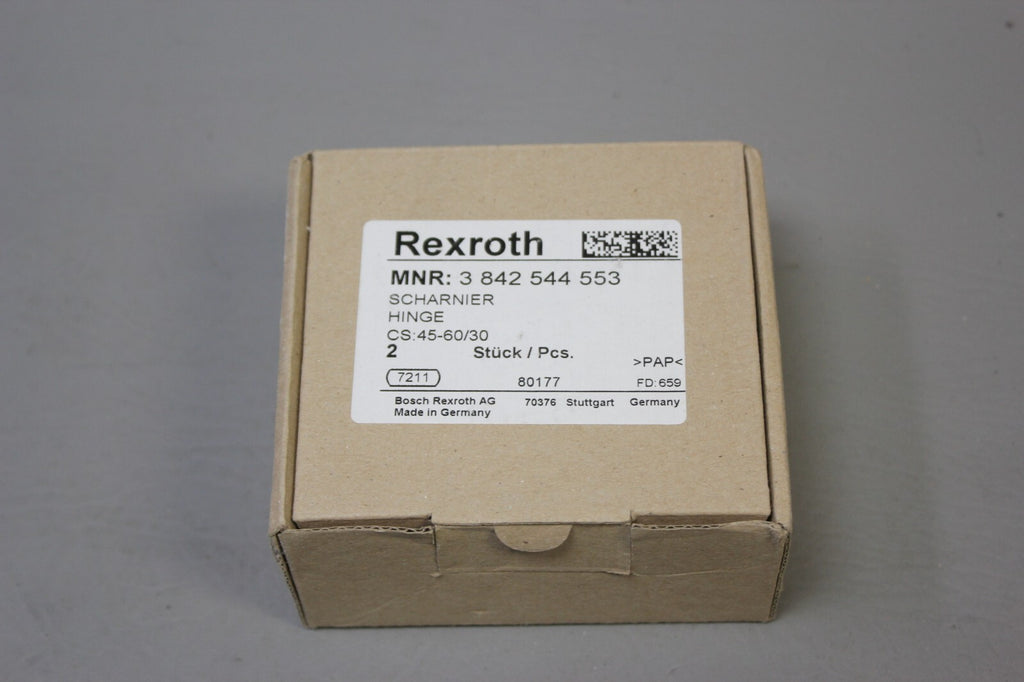 Rexroth
MNR: 3 842 544 553
SCHARNIER
HINGE
CS:45-60/30
2 Stück / Pcs.
>PAP<
7211 80177 FD:659
Bosch Rexroth AG 70376 Stuttgart Germany
Made in Germany